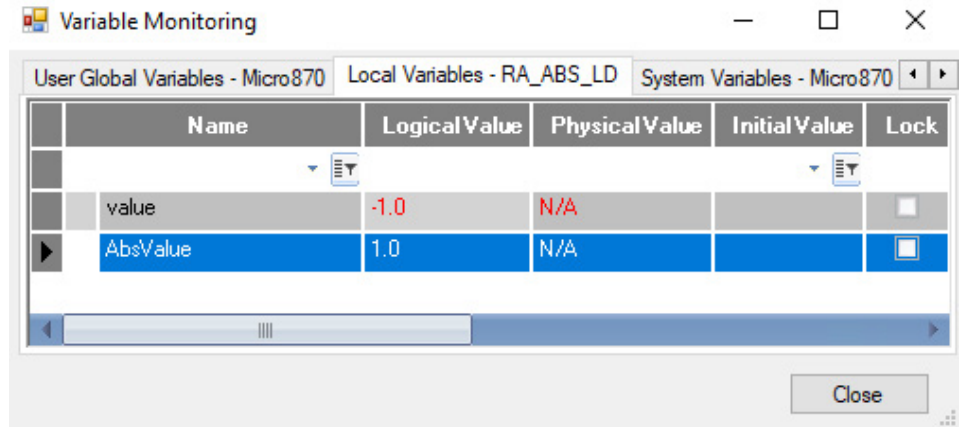 Variable Monitoring
User Global Variables - Micro870 Local Variables - RA_ABS_LD System Variables - Micro870
Name LogicalValue PhysicalValue InitialValue Lock
value -1.0 N/A
AbsValue 1.0 N/A
Close